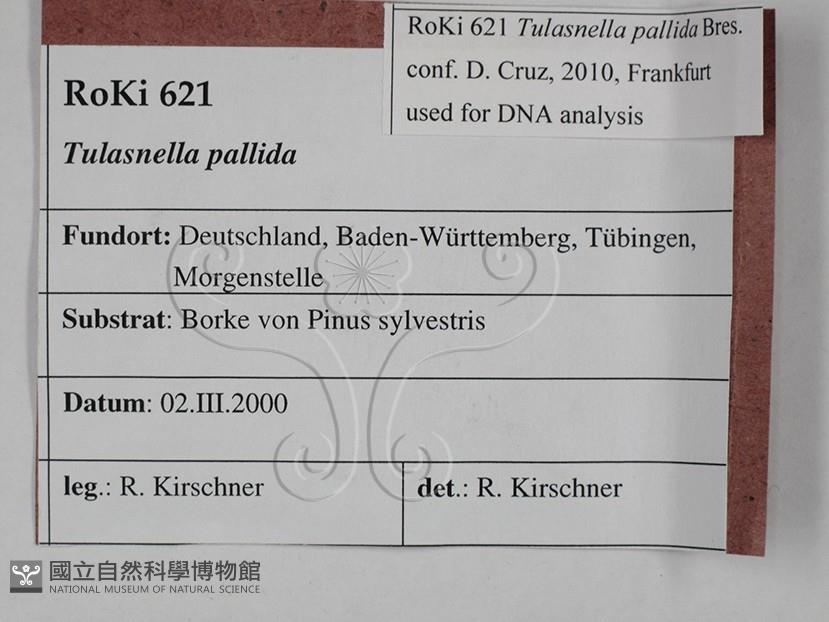 RoKi 621 Tulasnella pallida Bres.
conf. D. Cruz, 2010, Frankfurt
used for DNA analysis
RoKi 621
Tulasnella pallida
Fundort: Deutschland, Baden-Württemberg, Tübingen,
Morgenstelle
Substrat: Borke von Pinus sylvestris
Datum: 02.III.2000
leg.: R. Kirschner
det.: R. Kirschner
國立自然科學博物館
NATIONAL MUSEUM OF NATURAL SCIENCE